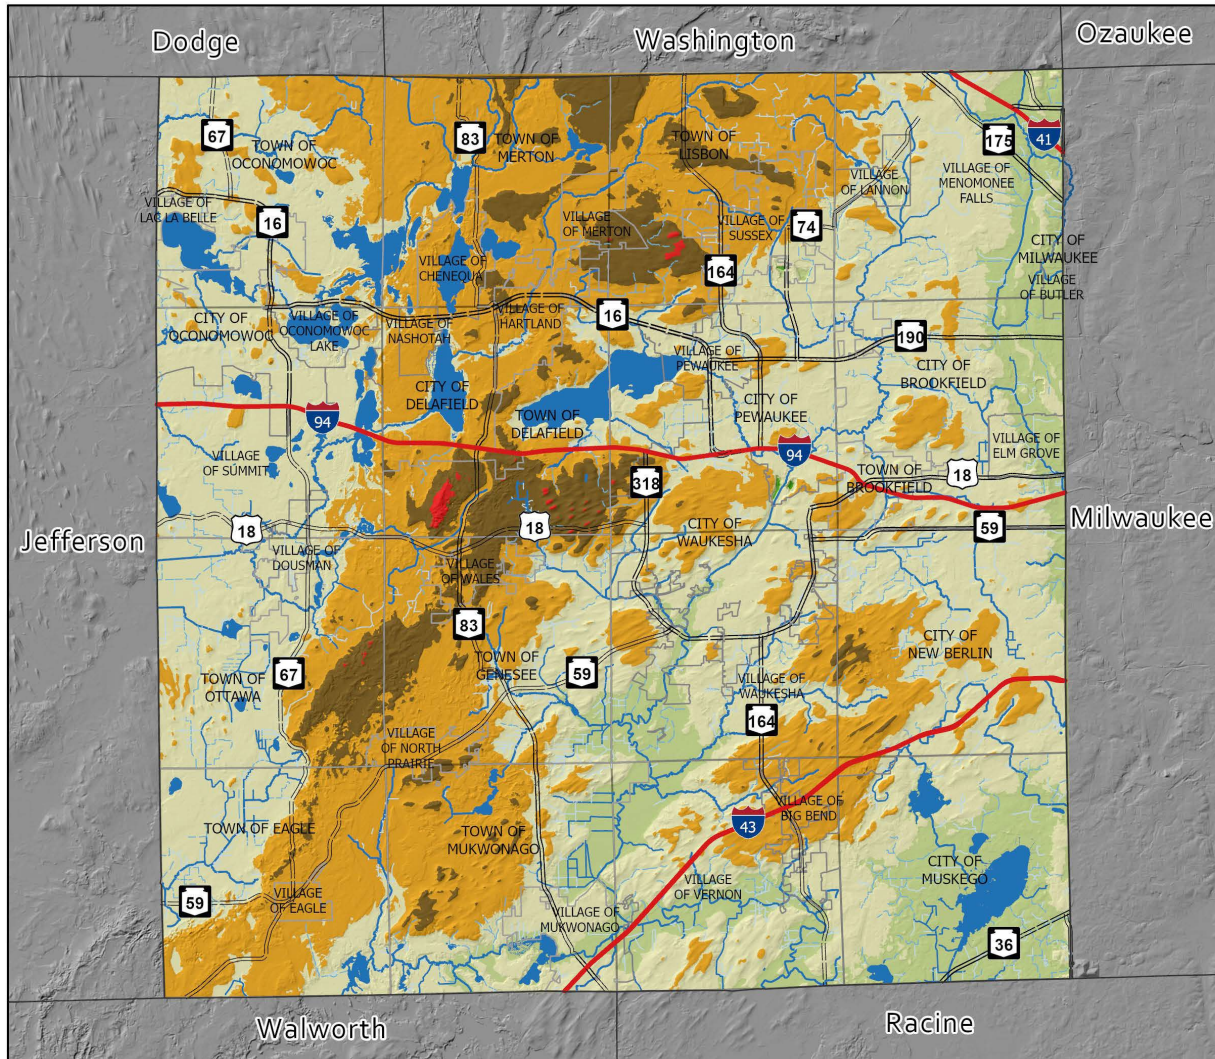 Dodge
Washington
Ozaukee
67
83
175
41
TOWN OF
OCONOMOWOC
TOWN OF
MERTON
TOWN OF
LISBON
VILLAGE
OF LANNON
VILLAGE OF
MENOMONEE
FALLS
VILLAGE OF
LAC LA BELLE
16
VILLAGE
OF MERTON
VILLAGE OF
SUSSEX
74
CITY OF
MILWAUKEE
VILLAGE OF
CHENEQUA
164
VILLAGE
OF BUTLER
CITY OF
OCONOMOWOC
VILLAGE OF
OCONOMOWOC
LAKE
VILLAGE OF
NASHOTAH
VILLAGE OF
HARTLAND
16
190
VILLAGE OF
PEWAUKEE
CITY OF
BROOKFIELD
CITY OF
DELAFIELD
TOWN OF
DELAFIELD
CITY OF
PEWAUKEE
94
94
VILLAGE OF
ELM GROVE
VILLAGE
OF SUMMIT
318
TOWN OF
BROOKFIELD
18
18
18
CITY OF
WAUKESHA
59
Jefferson
Milwaukee
VILLAGE OF
DOUSMAN
VILLAGE
OF WALES
83
CITY OF
NEW BERLIN
TOWN OF
OTTAWA
67
TOWN OF
GENESEE
59
VILLAGE OF
WAUKESHA
164
VILLAGE
OF NORTH
PRAIRIE
TOWN OF EAGLE
TOWN OF
MUKWONAGO
43
VILLAGE OF
BIG BEND
CITY OF
MUSKEGO
59
VILLAGE
OF EAGLE
VILLAGE
OF VERNON
VILLAGE OF
MUKWONAGO
36
Walworth
Racine